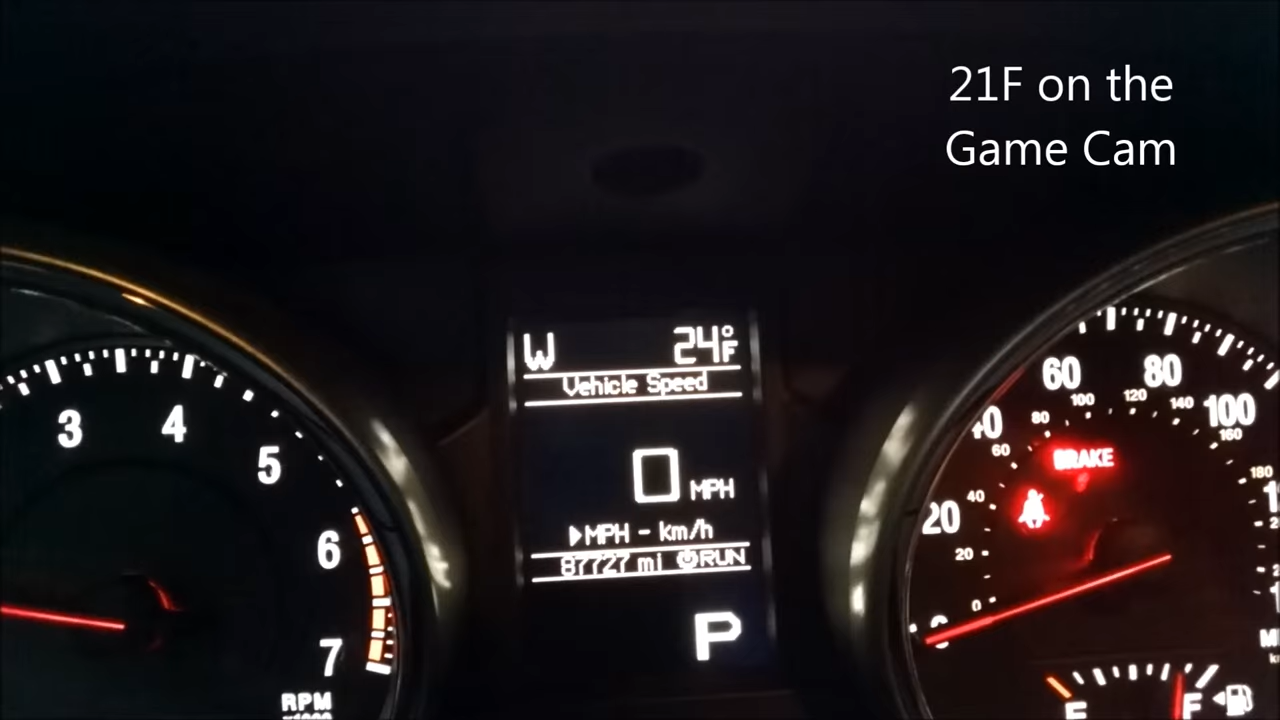 21F on the
Game Cam
W 24°F
Vehicle Speed
0 MPH
▶MPH - km/h
87727 mi RUN
P
3 4 5 6 7
RPM
20 40 60 80 100
0 20 40 60 80 100 120 140 160 180
BRAKE
E F